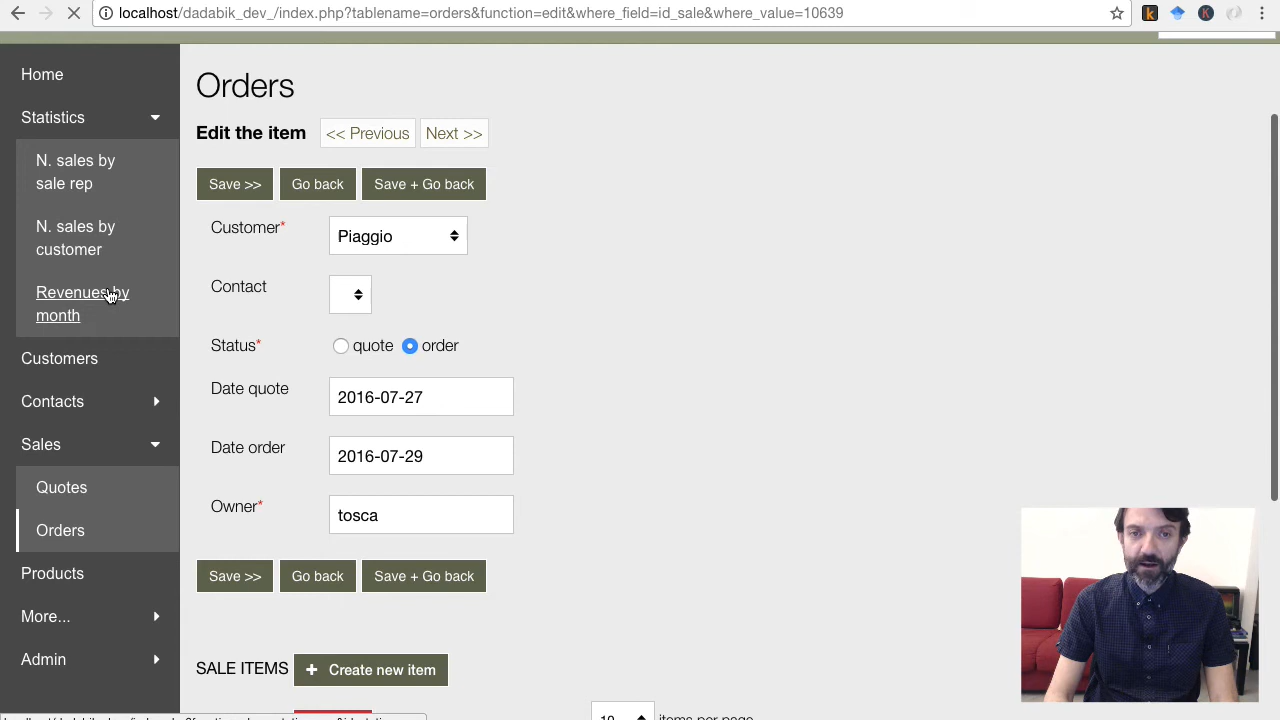 localhost/dadabik_dev_/index.php?tablename=orders&function=edit&where_field=id_sale&where_value=10639
Home
Statistics
N. sales by
sale rep
N. sales by
customer
Revenues by
month
Customers
Contacts
Sales
Quotes
Orders
Products
More...
Admin
Orders
Edit the item
<< Previous
Next >>
Save >>
Go back
Save + Go back
Customer*
Piaggio
Contact
Status*
quote
order
Date quote
2016-07-27
Date order
2016-07-29
Owner*
tosca
Save >>
Go back
Save + Go back
SALE ITEMS
+ Create new item
10
items per page